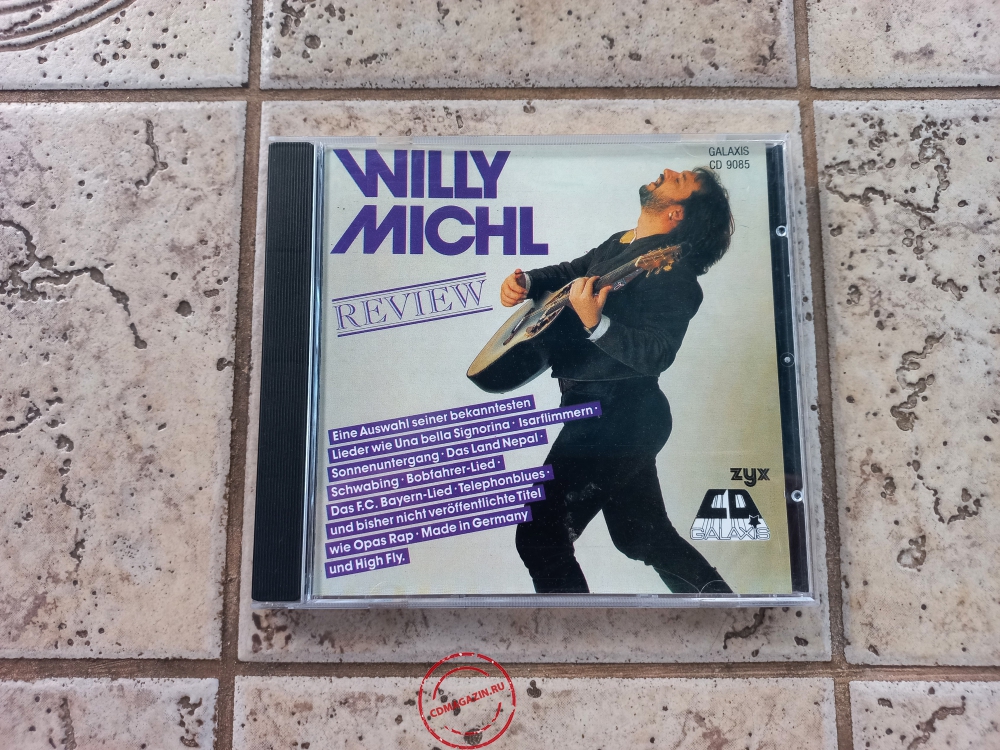 WILLY
MICHL
GALAXIS
CD 9085
REVIEW
Eine Auswahl seiner bekanntesten
Lieder wie Una bella Signorina · Isarflimmern ·
Sonnenuntergang · Das Land Nepal ·
Schwabing · Bobfahrer-Lied ·
Das F.C. Bayern-Lied · Telephonblues ·
und bisher nicht veröffentlichte Titel
wie Opas Rap · Made in Germany
und High Fly.
zyx
CD
GALAXIS
CDMAGAZIN.RU